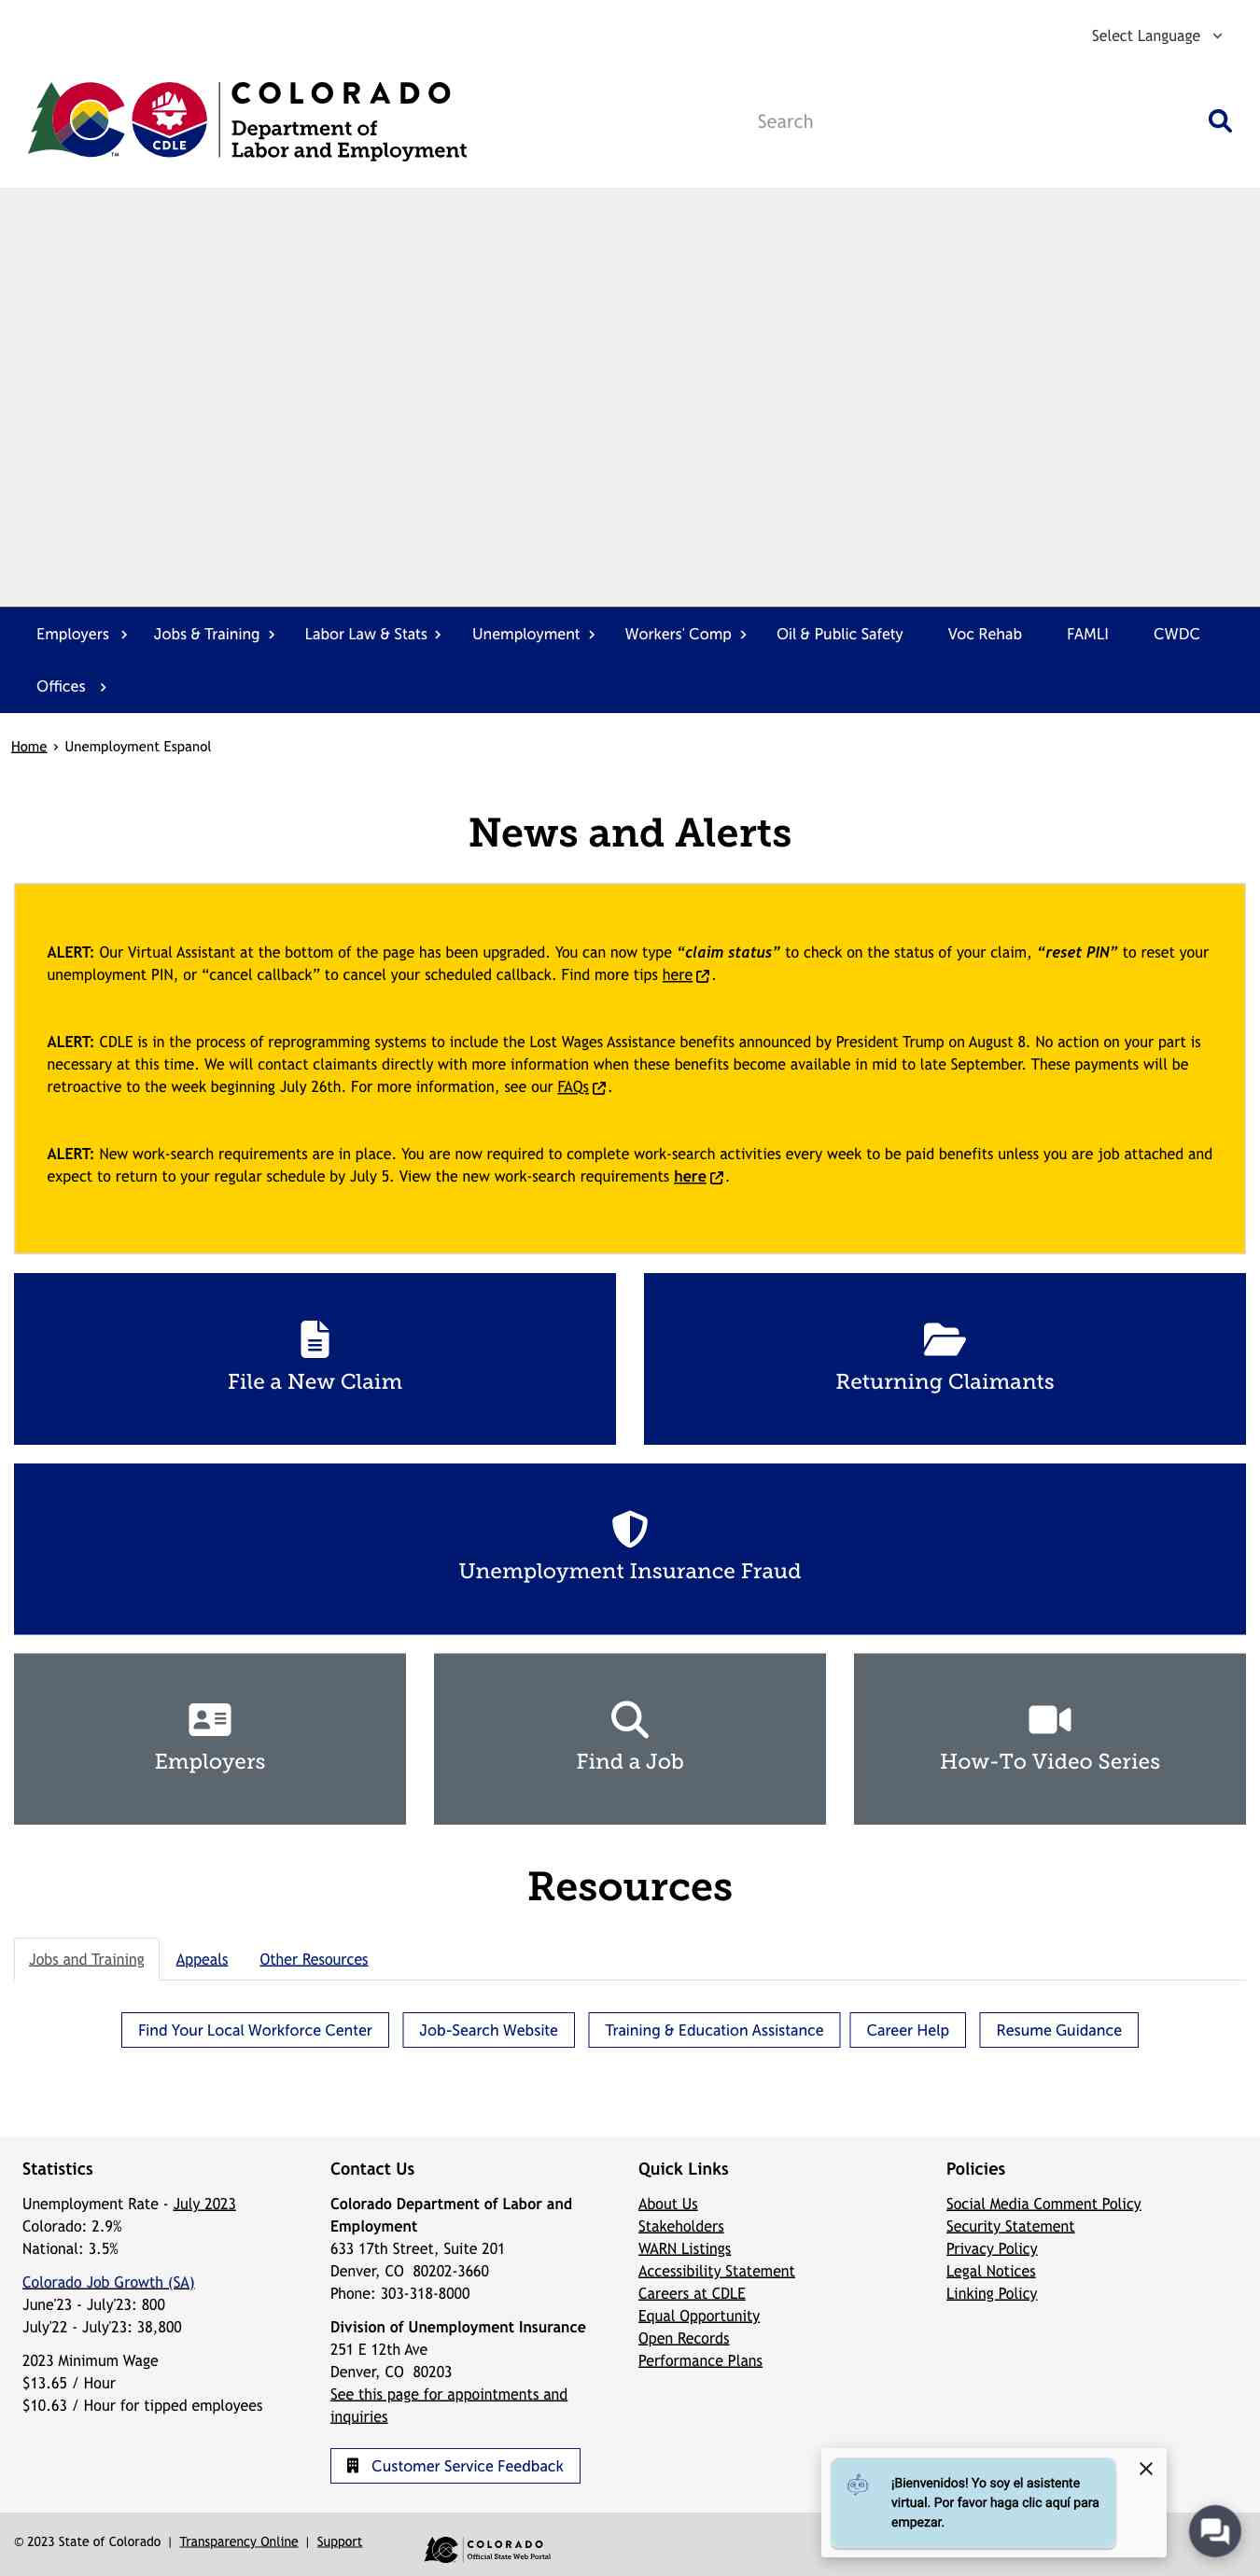 Select Language
COLORADO
Department of
Labor and Employment
CDLE
TM
Search
Employers
Jobs & Training
Labor Law & Stats
Unemployment
Workers' Comp
Oil & Public Safety
Voc Rehab
FAMLI
CWDC
Offices
Home › Unemployment Espanol
News and Alerts
ALERT: Our Virtual Assistant at the bottom of the page has been upgraded. You can now type “claim status” to check on the status of your claim, “reset PIN” to reset your
unemployment PIN, or “cancel callback” to cancel your scheduled callback. Find more tips here.
ALERT: CDLE is in the process of reprogramming systems to include the Lost Wages Assistance benefits announced by President Trump on August 8. No action on your part is
necessary at this time. We will contact claimants directly with more information when these benefits become available in mid to late September. These payments will be
retroactive to the week beginning July 26th. For more information, see our FAQs.
ALERT: New work-search requirements are in place. You are now required to complete work-search activities every week to be paid benefits unless you are job attached and
expect to return to your regular schedule by July 5. View the new work-search requirements here.
File a New Claim
Returning Claimants
Unemployment Insurance Fraud
Employers
Find a Job
How-To Video Series
Resources
Jobs and Training
Appeals
Other Resources
Find Your Local Workforce Center
Job-Search Website
Training & Education Assistance
Career Help
Resume Guidance
Statistics
Unemployment Rate - July 2023
Colorado: 2.9%
National: 3.5%
Colorado Job Growth (SA)
June'23 - July'23: 800
July'22 - July'23: 38,800
2023 Minimum Wage
$13.65 / Hour
$10.63 / Hour for tipped employees
Contact Us
Colorado Department of Labor and
Employment
633 17th Street, Suite 201
Denver, CO 80202-3660
Phone: 303-318-8000
Division of Unemployment Insurance
251 E 12th Ave
Denver, CO 80203
See this page for appointments and
inquiries
Customer Service Feedback
Quick Links
About Us
Stakeholders
WARN Listings
Accessibility Statement
Careers at CDLE
Equal Opportunity
Open Records
Performance Plans
Policies
Social Media Comment Policy
Security Statement
Privacy Policy
Legal Notices
Linking Policy
¡Bienvenidos! Yo soy el asistente
virtual. Por favor haga clic aquí para
empezar.
© 2023 State of Colorado | Transparency Online | Support
COLORADO
Official State Web Portal